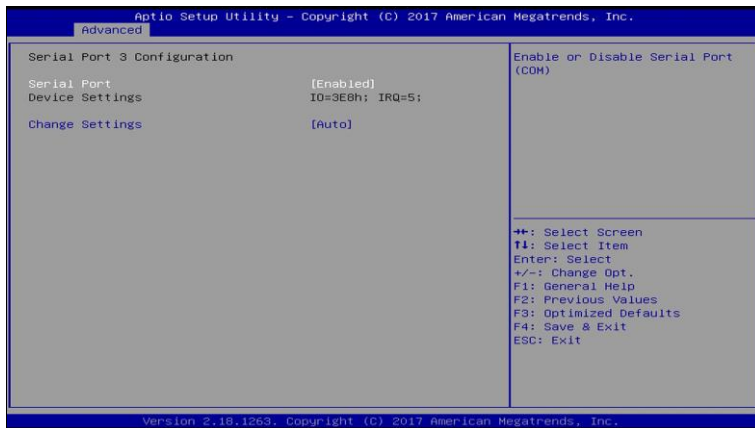 Aptio Setup Utility – Copyright (C) 2017 American Megatrends, Inc.
Advanced
Serial Port 3 Configuration
Serial Port [Enabled]
Device Settings IO=3E8h; IRQ=5;
Change Settings [Auto]
Enable or Disable Serial Port
(COM)
→←: Select Screen
↑↓: Select Item
Enter: Select
+/-: Change Opt.
F1: General Help
F2: Previous Values
F3: Optimized Defaults
F4: Save & Exit
ESC: Exit
Version 2.18.1263. Copyright (C) 2017 American Megatrends, Inc.